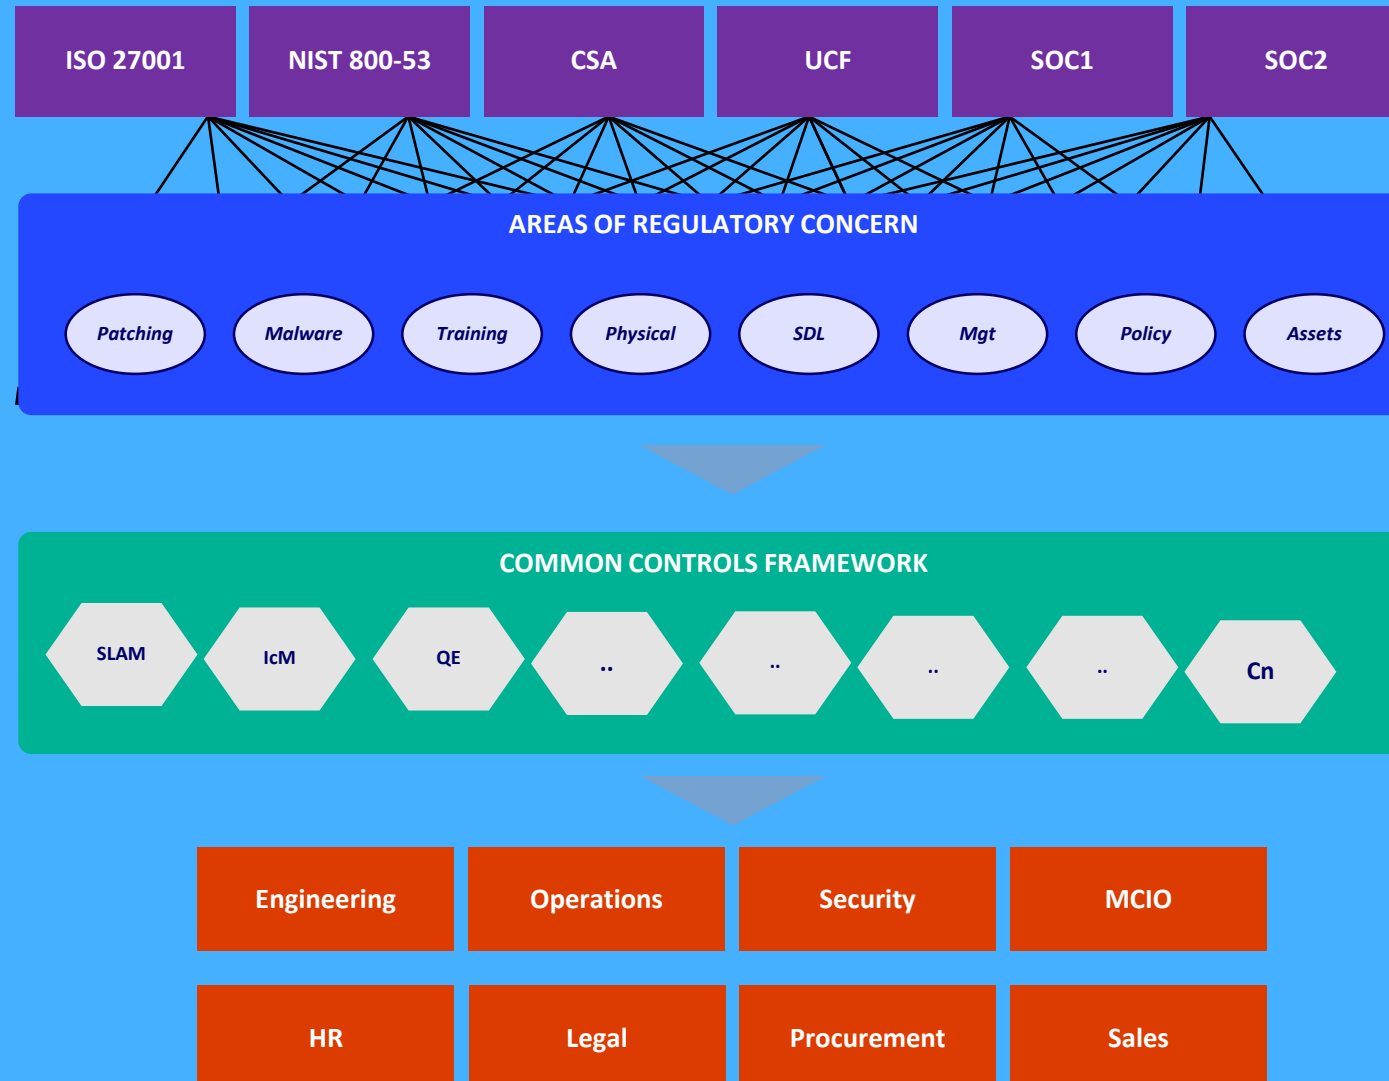 ISO 27001
NIST 800-53
CSA
UCF
SOC1
SOC2
AREAS OF REGULATORY CONCERN
Patching
Malware
Training
Physical
SDL
Mgt
Policy
Assets
COMMON CONTROLS FRAMEWORK
SLAM
IcM
QE
..
..
..
..
Cn
Engineering
Operations
Security
MCIO
HR
Legal
Procurement
Sales